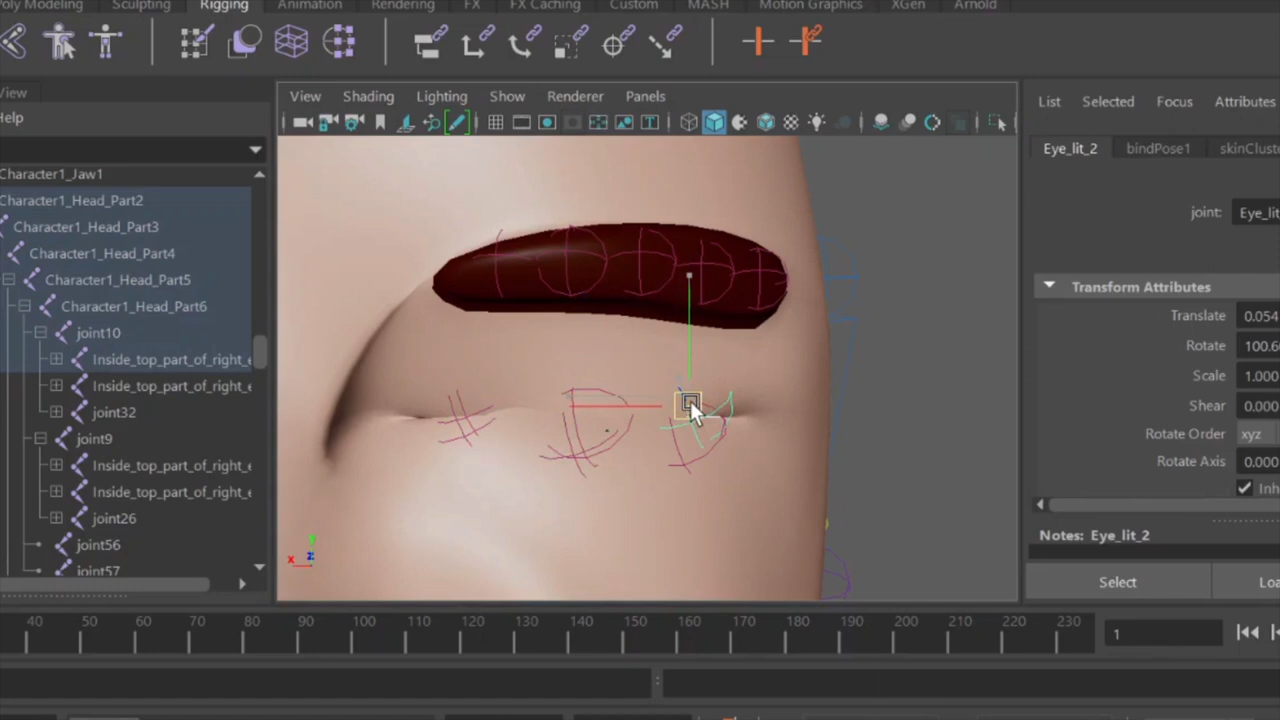 oly Modeling Sculpting Rigging Animation Rendering FX FX Caching Custom MASH Motion Graphics XGen Arnold
View
Help
View Shading Lighting Show Renderer Panels
List Selected Focus Attributes
Eye_lit_2 bindPose1 skinCluste
joint: Eye_lit
Character1_Jaw1
Character1_Head_Part2
Character1_Head_Part3
Character1_Head_Part4
Character1_Head_Part5
Character1_Head_Part6
joint10
Inside_top_part_of_right_e
Inside_top_part_of_right_e
joint32
joint9
Inside_top_part_of_right_e
Inside_top_part_of_right_e
joint26
joint56
joint57
Transform Attributes
Translate 0.054
Rotate 100.6
Scale 1.000
Shear 0.000
Rotate Order xyz
Rotate Axis 0.000
Inh
Notes: Eye_lit_2
Select Loa
y
x
z
40 50 60 70 80 90 100 110 120 130 140 150 160 170 180 190 200 210 220 230
1